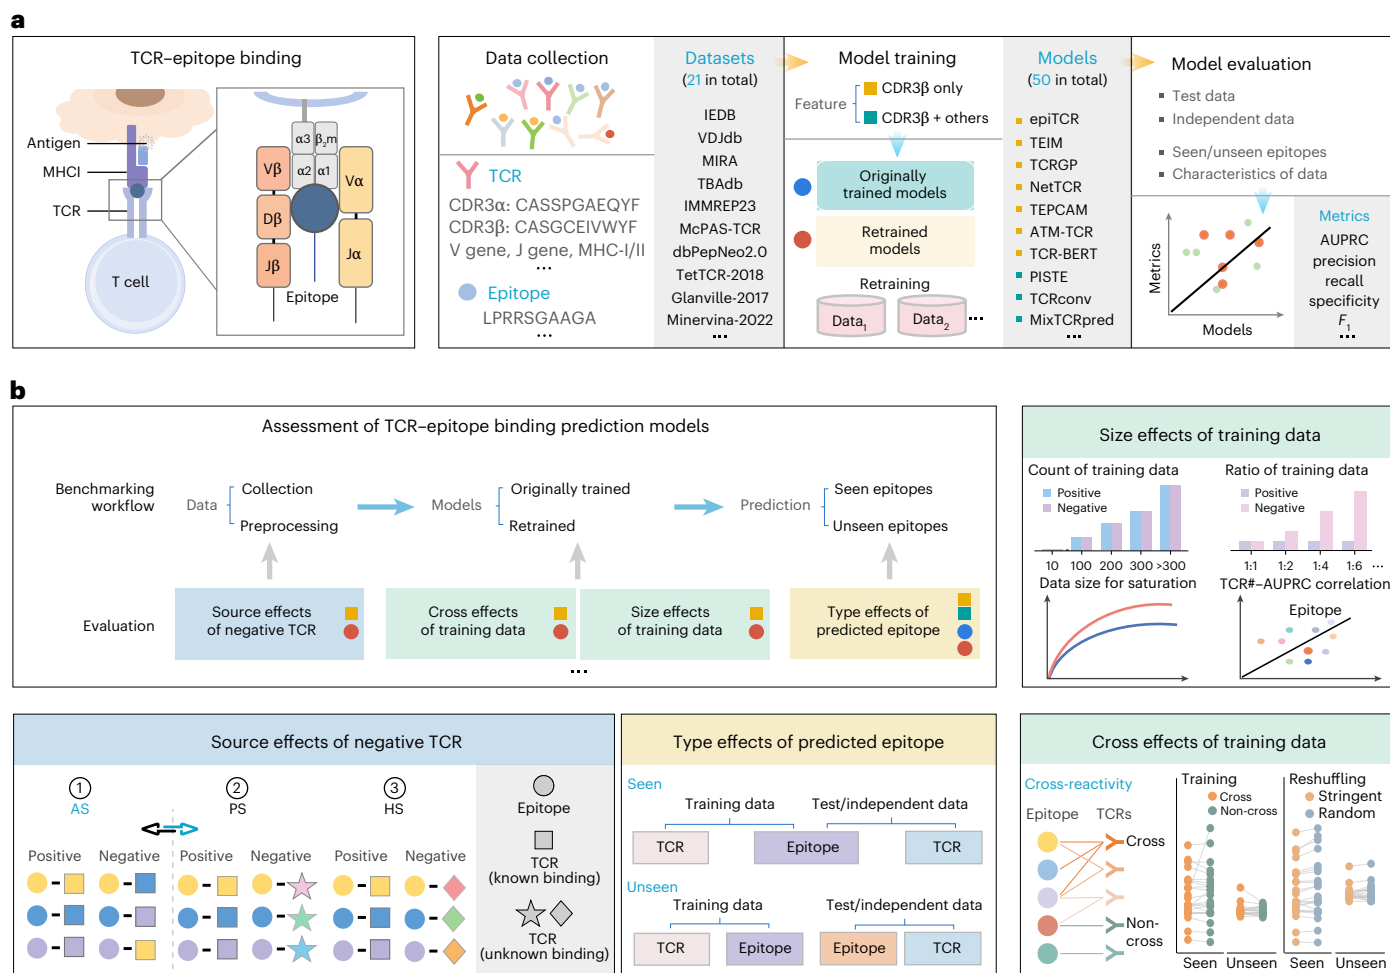 a
TCR–epitope binding
Antigen
MHCI
TCR
T cell
α3
β2m
α2
α1
Vβ
Dβ
Jβ
Vα
Jα
Epitope
Data collection
TCR
CDR3α: CASSPGAEQYF
CDR3β: CASGCEIVWYF
V gene, J gene, MHC-I/II
...
Epitope
LPRRSGAAGA
...
Datasets
(21 in total)
IEDB
VDJdb
MIRA
TBAdb
IMMREP23
McPAS-TCR
dbPepNeo2.0
TetTCR-2018
Glanville-2017
Minervina-2022
...
Model training
Feature
CDR3β only
CDR3β + others
Originally
trained models
Retrained
models
Retraining
Data1
Data2
...
Models
(50 in total)
epiTCR
TEIM
TCRGP
NetTCR
TEPCAM
ATM-TCR
TCR-BERT
PISTE
TCRconv
MixTCRpred
...
Model evaluation
Test data
Independent data
Seen/unseen epitopes
Characteristics of data
Metrics
Models
Metrics
AUPRC
precision
recall
specificity
F1
...
b
Assessment of TCR–epitope binding prediction models
Benchmarking
workflow
Data
Collection
Preprocessing
Models
Originally trained
Retrained
Prediction
Seen epitopes
Unseen epitopes
Evaluation
Source effects
of negative TCR
Cross effects
of training data
Size effects
of training data
Type effects of
predicted epitope
...
Size effects of training data
Count of training data
Positive
Negative
10 100 200 300 >300
Ratio of training data
Positive
Negative
1:1 1:2 1:4 1:6 ...
Data size for saturation
TCR#–AUPRC correlation
Epitope
Source effects of negative TCR
1
AS
2
PS
3
HS
Positive Negative Positive Negative Positive Negative
Epitope
TCR
(known binding)
TCR
(unknown binding)
Type effects of predicted epitope
Seen
Training data
Test/independent data
TCR
Epitope
TCR
Unseen
Training data
Test/independent data
TCR
Epitope
Epitope
TCR
Cross effects of training data
Cross-reactivity
Epitope TCRs
Cross
Non-
cross
Training
Cross
Non-cross
Seen Unseen
Reshuffling
Stringent
Random
Seen Unseen